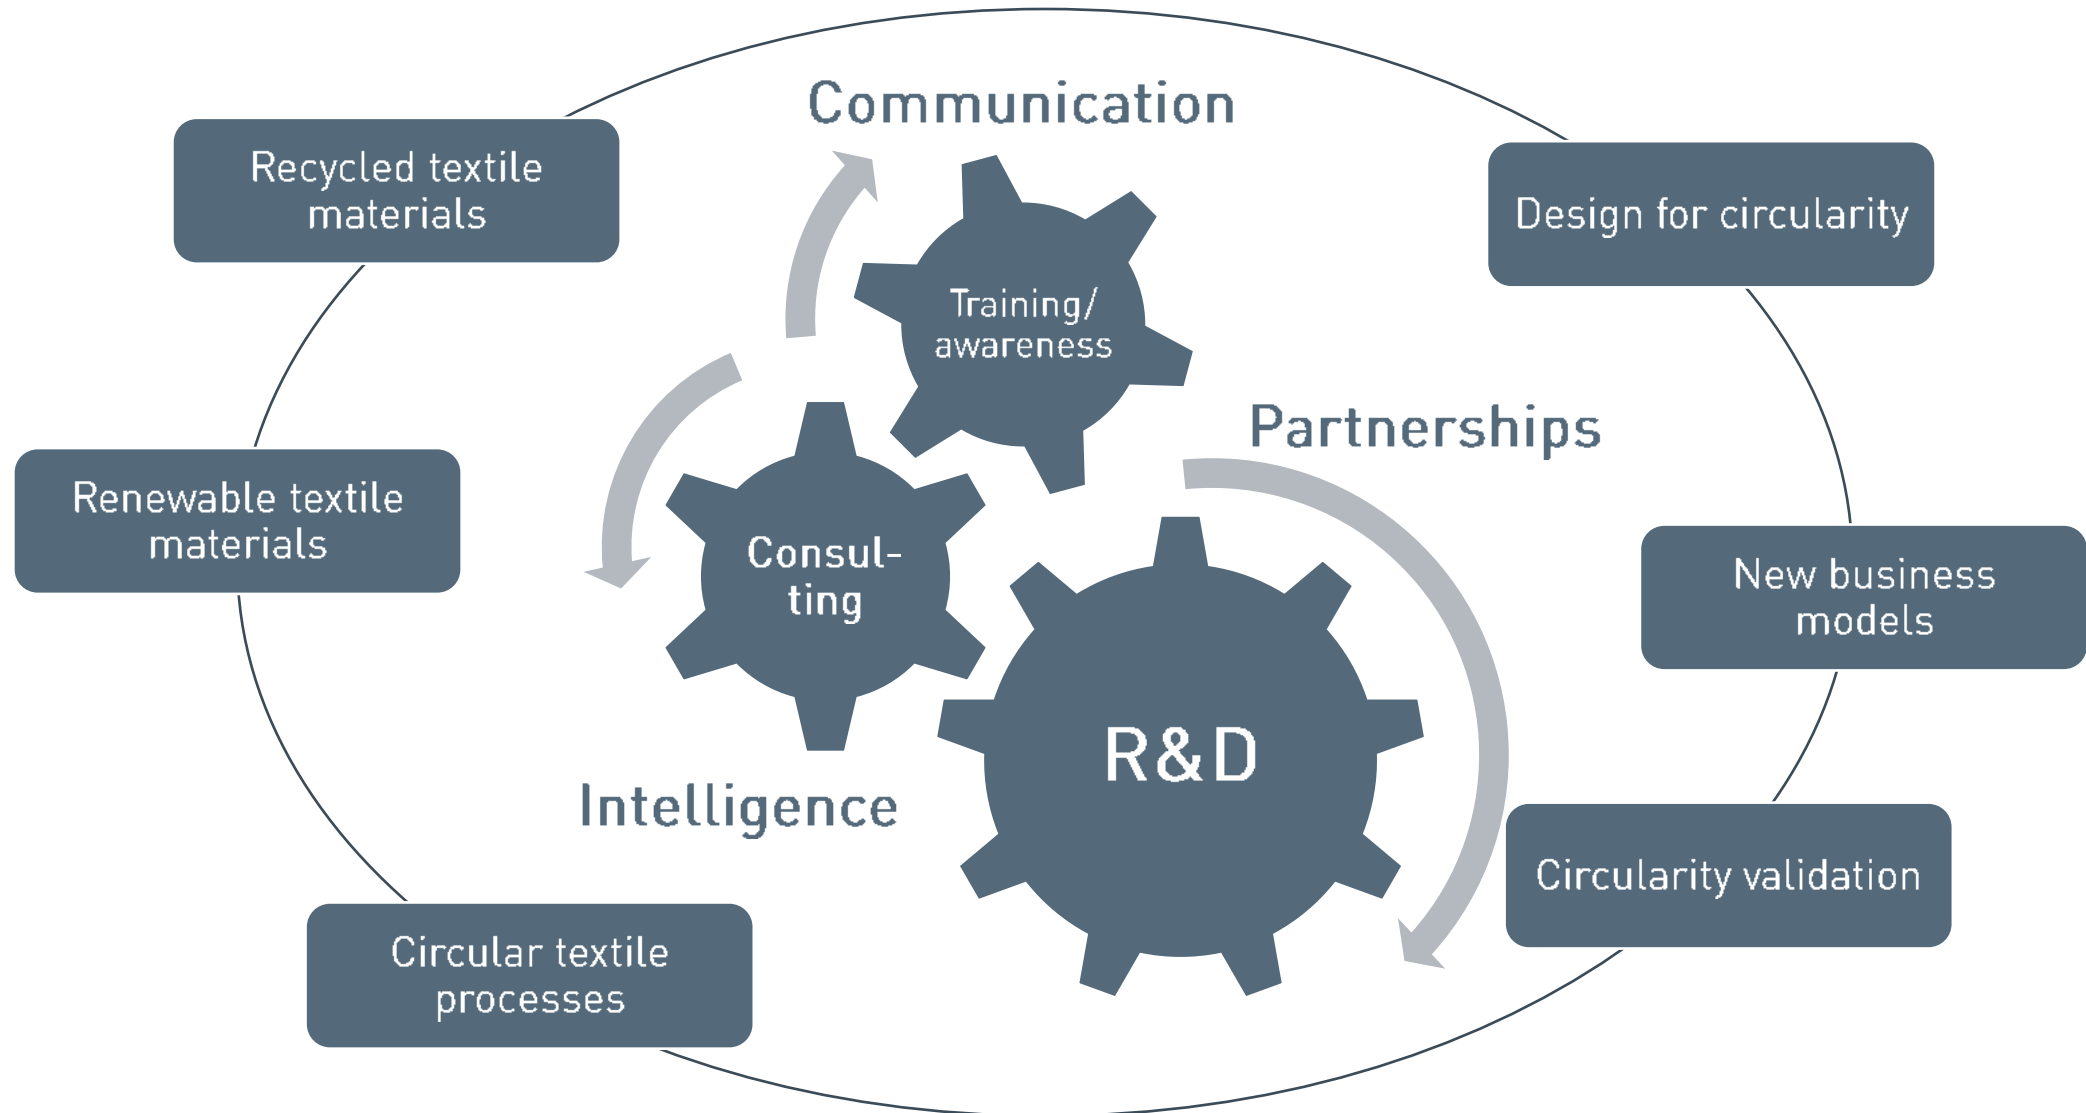 Communication
Recycled textile
materials
Design for circularity
Training/
awareness
Partnerships
Renewable textile
materials
Consul-
ting
New business
models
R&D
Intelligence
Circularity validation
Circular textile
processes